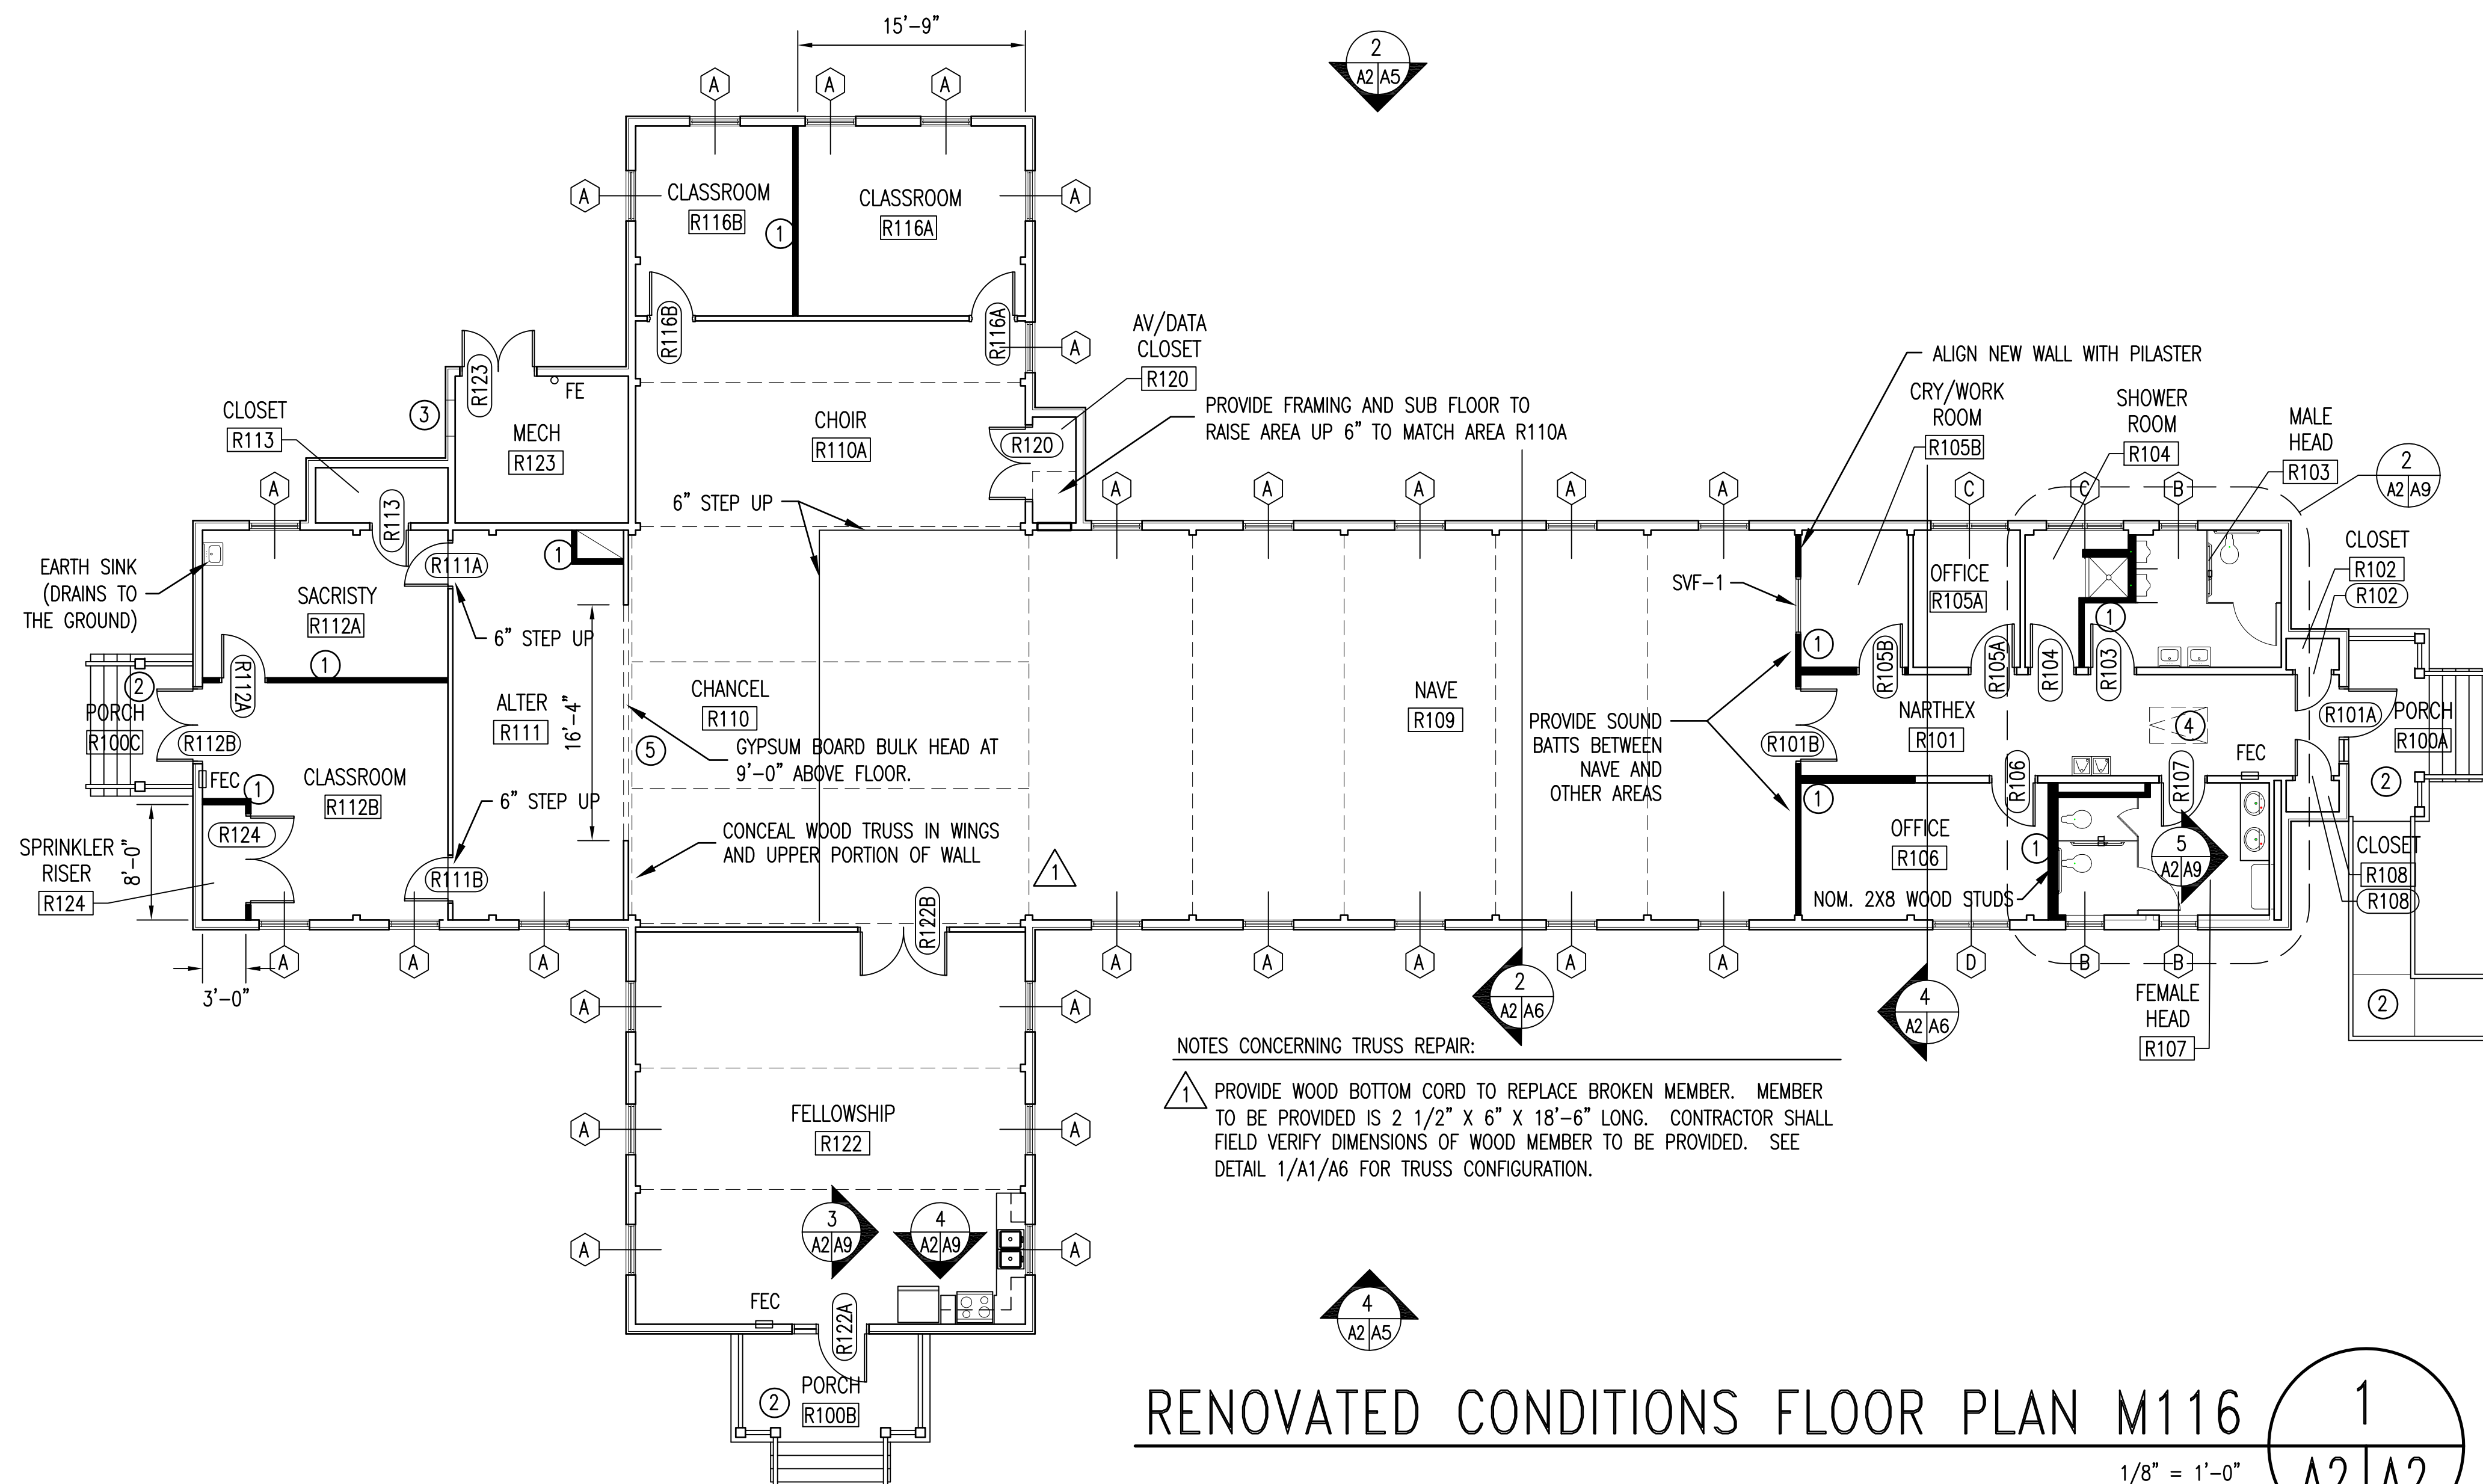 15'-9"
2
A2 A5
A
A
A
A
CLASSROOM
R116B
1
CLASSROOM
R116A
A
R116B
R116A
A
AV/DATA
CLOSET
R120
R120
PROVIDE FRAMING AND SUB FLOOR TO
RAISE AREA UP 6" TO MATCH AREA R110A
ALIGN NEW WALL WITH PILASTER
CRY/WORK
ROOM
R105B
SHOWER
ROOM
R104
MALE
HEAD
R103
2
A2 A9
CLOSET
R113
3
R123
FE
MECH
R123
CHOIR
R110A
6" STEP UP
A
R113
A
A
A
A
A
C
C
B
EARTH SINK
(DRAINS TO
THE GROUND)
SACRISTY
R112A
R111A
1
6" STEP UP
1
R112A
2
PORCH
R100C
R112B
FEC
1
CLASSROOM
R112B
ALTER
R111
16'-4"
5
CHANCEL
R110
GYPSUM BOARD BULK HEAD AT
9'-0" ABOVE FLOOR.
6" STEP UP
CONCEAL WOOD TRUSS IN WINGS
AND UPPER PORTION OF WALL
SPRINKLER
RISER
R124
8'-0"
R124
R111B
3'-0"
A
A
A
R122B
1
NAVE
R109
SVF-1
1
PROVIDE SOUND
BATTS BETWEEN
NAVE AND
OTHER AREAS
R101B
1
OFFICE
R105A
R105B
R105A
R104
R103
1
NARTHEX
R101
4
FEC
R106
R107
CLOSET
R102
R102
R101A
PORCH
R100A
2
OFFICE
R106
1
NOM. 2X8 WOOD STUDS
5
A2 A9
CLOSET
R108
R108
2
A
A
A
A
A
D
B
B
FEMALE
HEAD
R107
2
A2 A6
4
A2 A6
A
A
A
A
A
A
FELLOWSHIP
R122
3
A2 A9
4
A2 A9
FEC
R122A
2
PORCH
R100B
NOTES CONCERNING TRUSS REPAIR:
1 PROVIDE WOOD BOTTOM CORD TO REPLACE BROKEN MEMBER. MEMBER
TO BE PROVIDED IS 2 1/2" X 6" X 18'-6" LONG. CONTRACTOR SHALL
FIELD VERIFY DIMENSIONS OF WOOD MEMBER TO BE PROVIDED. SEE
DETAIL 1/A1/A6 FOR TRUSS CONFIGURATION.
4
A2 A5
RENOVATED CONDITIONS FLOOR PLAN M116
1/8" = 1'-0"
1
A2 A2